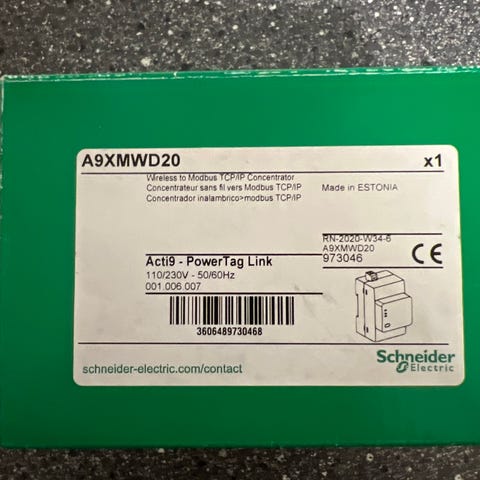 A9XMWD20 x1
Wireless to Modbus TCP/IP Concentrator
Concentrateur sans fil vers Modbus TCP/IP
Concentrador inalambrico>modbus TCP/IP
Made in ESTONIA
RN-2020-W34-6
A9XMWD20
973046
CE
Acti9 - PowerTag Link
110/230V - 50/60Hz
001.006.007
3606489730468
schneider-electric.com/contact
Schneider
Electric